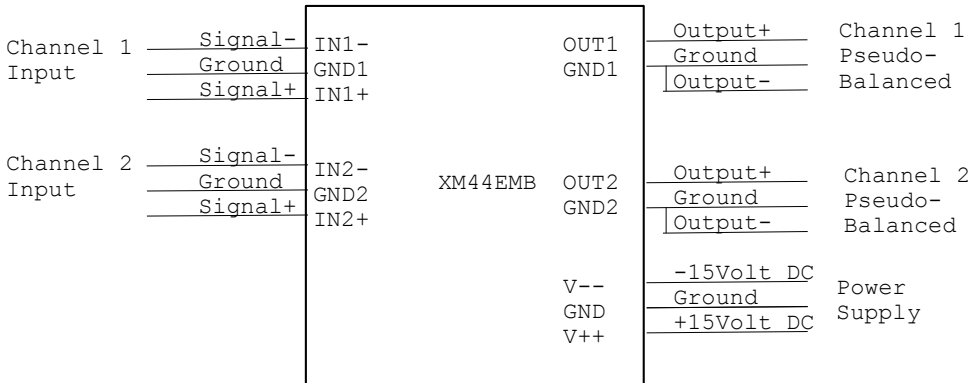 Channel 1
Input
Signal-
Ground
Signal+
IN1-
GND1
IN1+
Channel 2
Input
Signal-
Ground
Signal+
IN2-
GND2
IN2+
XM44EMB
OUT1
GND1
Output+
Ground
Output-
Channel 1
Pseudo-
Balanced
OUT2
GND2
Output+
Ground
Output-
Channel 2
Pseudo-
Balanced
V--
GND
V++
-15Volt DC
Ground
+15Volt DC
Power
Supply